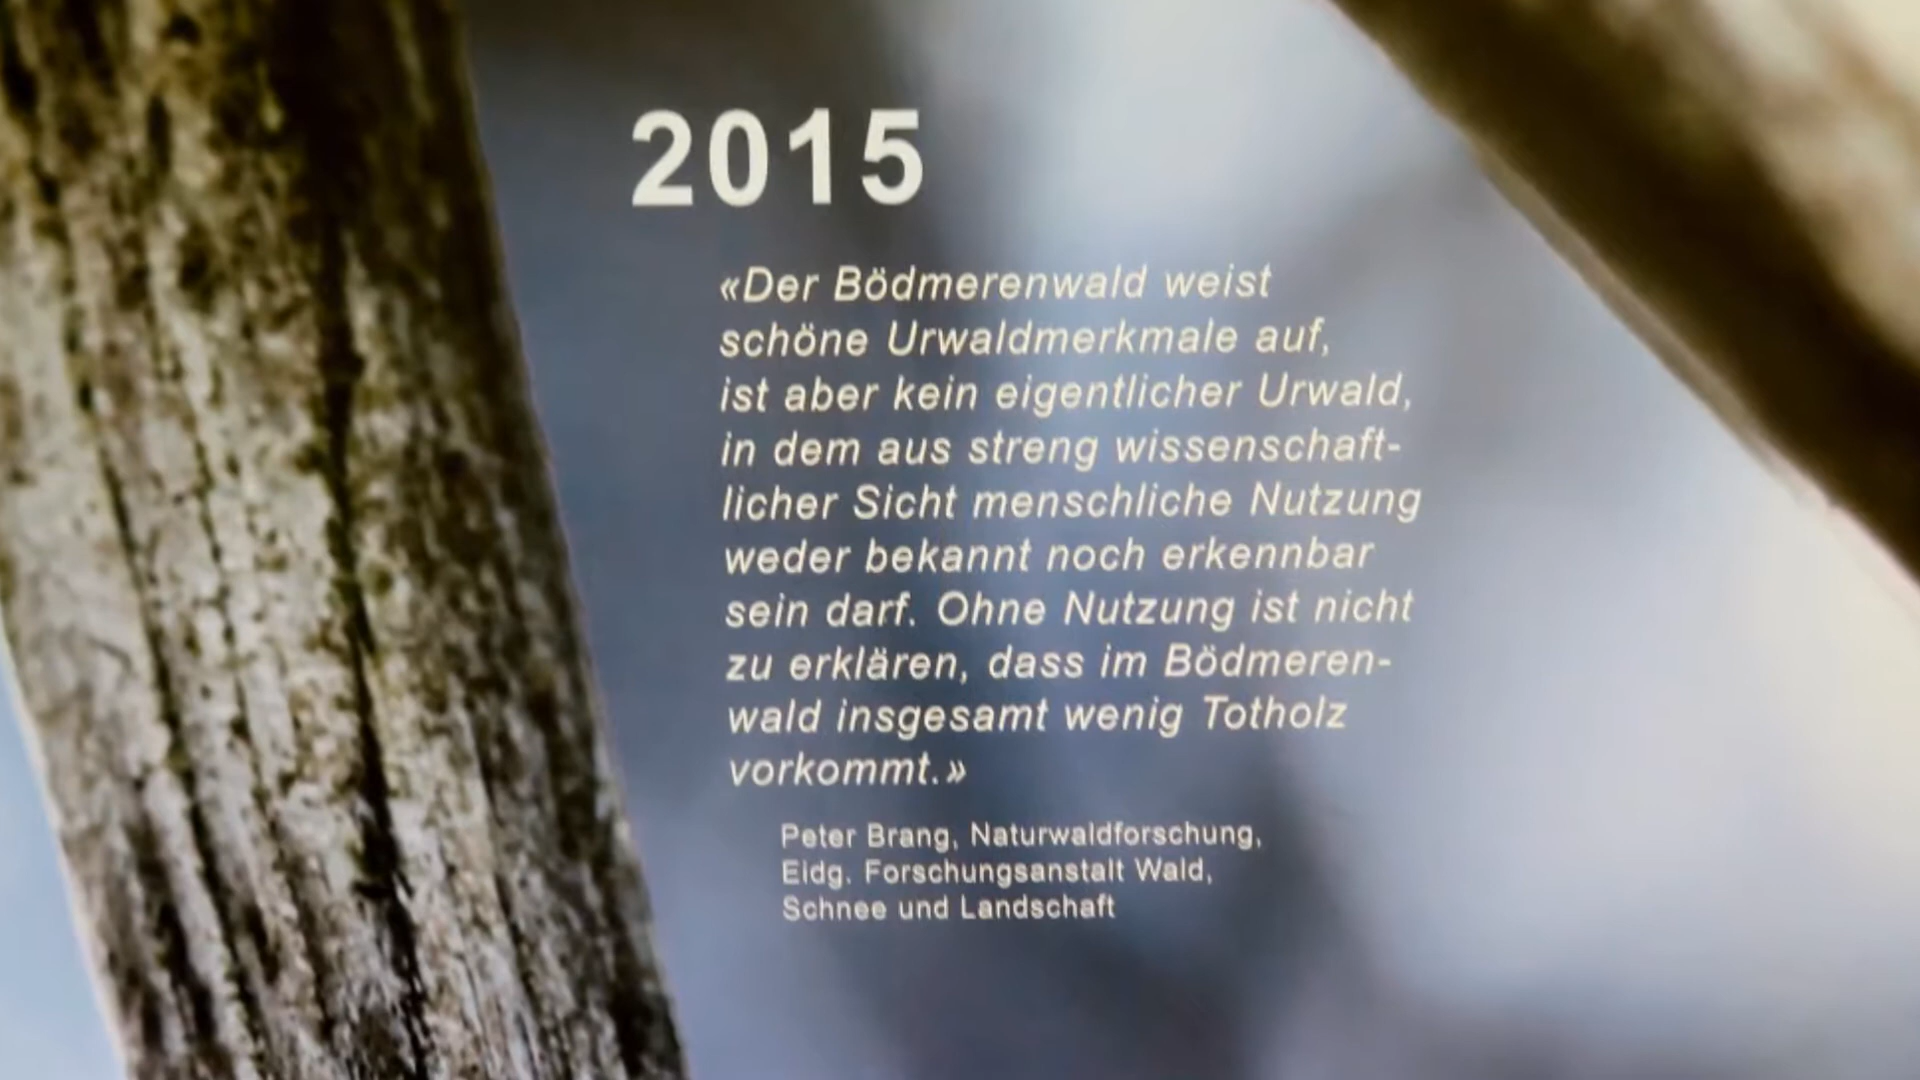 2015
«Der Bödmerenwald weist
schöne Urwaldmerkmale auf,
ist aber kein eigentlicher Urwald,
in dem aus streng wissenschaft-
licher Sicht menschliche Nutzung
weder bekannt noch erkennbar
sein darf. Ohne Nutzung ist nicht
zu erklären, dass im Bödmeren-
wald insgesamt wenig Totholz
vorkommt.»
Peter Brang, Naturwaldforschung,
Eidg. Forschungsanstalt Wald,
Schnee und Landschaft